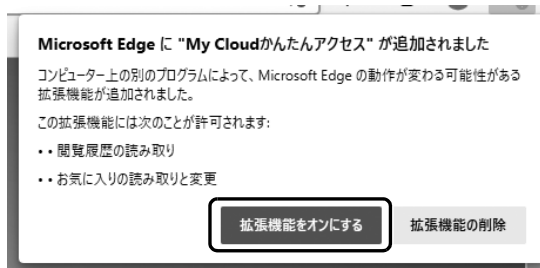 Microsoft Edge に "My Cloudかんたんアクセス" が追加されました
コンピューター上の別のプログラムによって、Microsoft Edge の動作が変わる可能性がある
拡張機能が追加されました。
この拡張機能には次のことが許可されます:
• • 閲覧履歴の読み取り
• • お気に入りの読み取りと変更
拡張機能をオンにする
拡張機能の削除